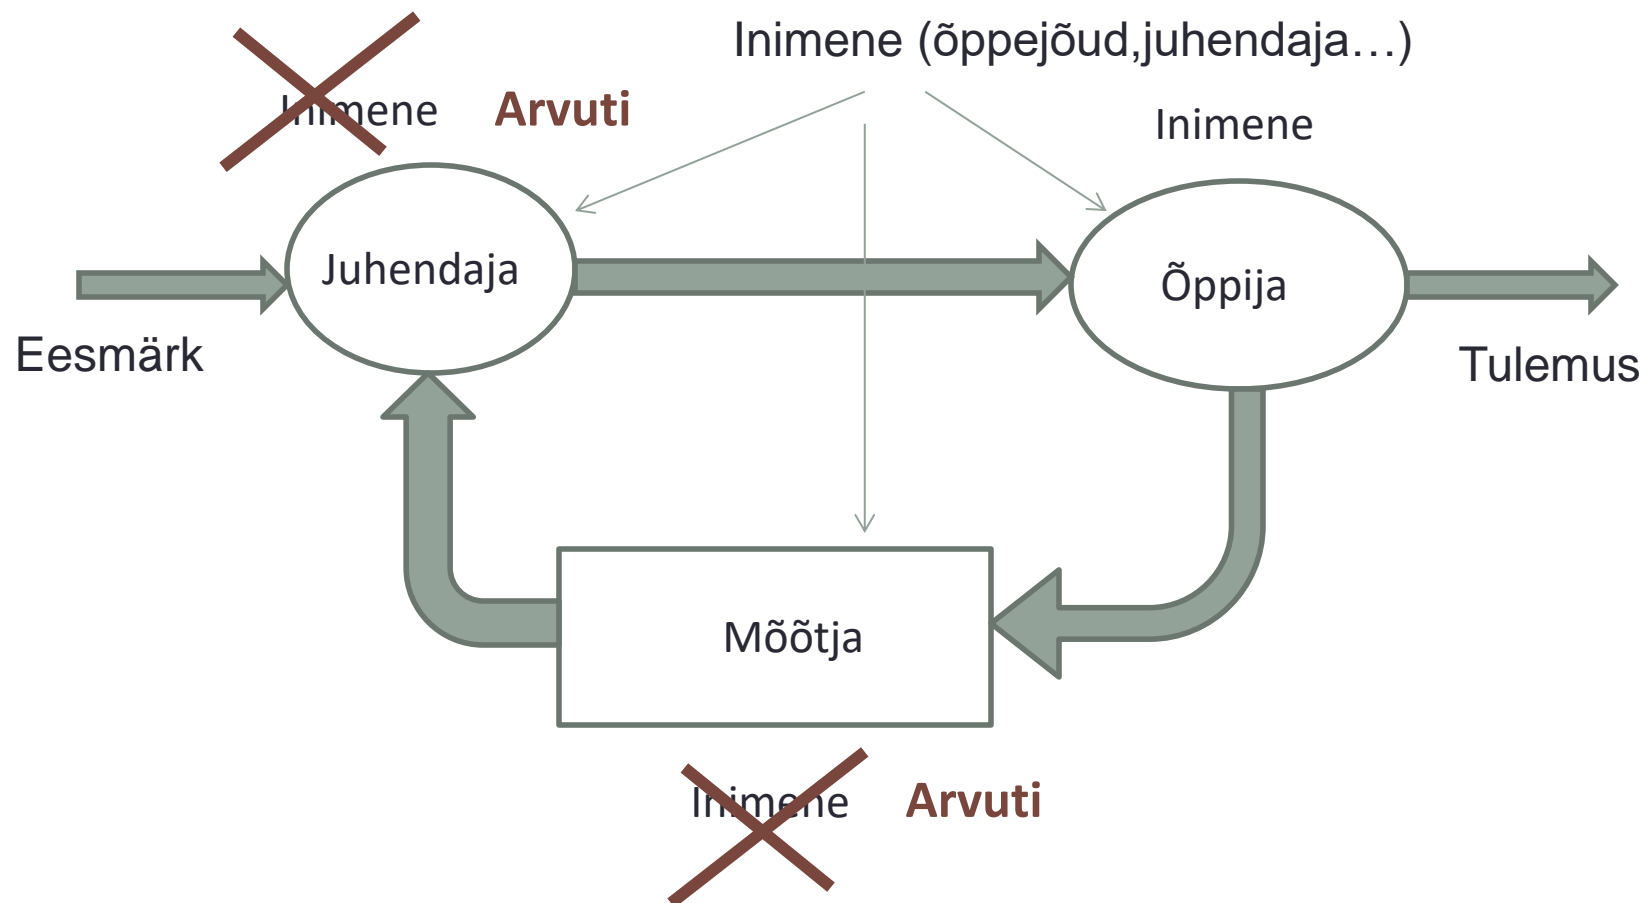 Inimene (õppejõud,juhendaja…)
Inimene Arvuti
Inimene
Juhendaja
Õppija
Eesmärk
Tulemus
Mõõtja
Inimene Arvuti